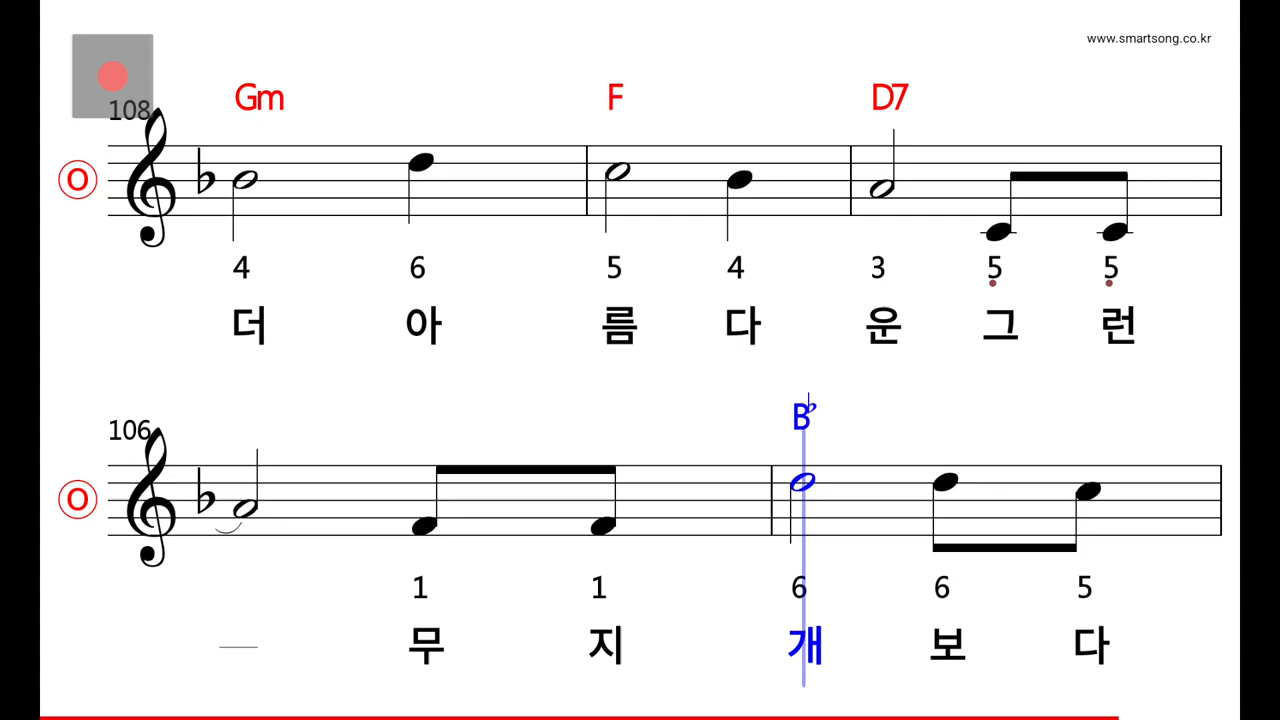 www.smartsong.co.kr
108 Gm F D7
O
4 6 5 4 3 5 5
더 아 름 다 운 그 런
106 B♭
O
1 1 6 6 5
무 지 개 보 다